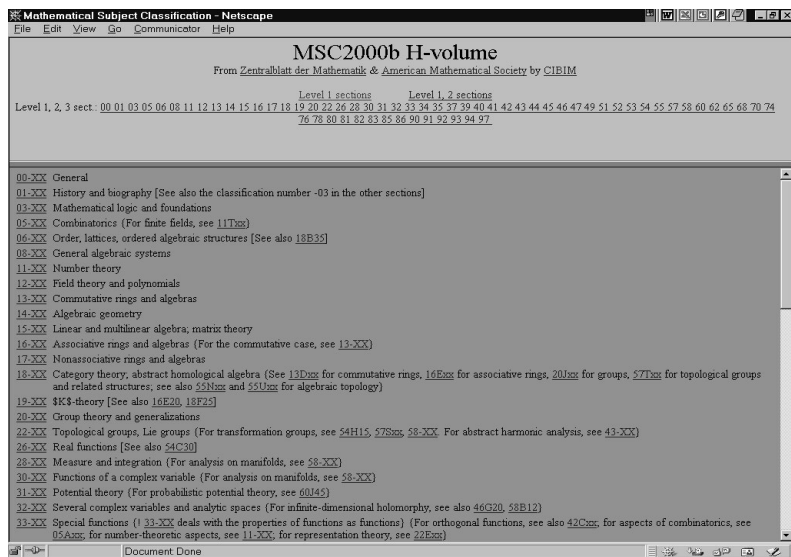 Mathematical Subject Classification - Netscape
File Edit View Go Communicator Help
MSC2000b H-volume
From Zentralblatt der Mathematik & American Mathematical Society by CIBIM
Level 1 sections Level 1, 2 sections
Level 1, 2, 3 sect.: 00 01 03 05 06 08 11 12 13 14 15 16 17 18 19 20 22 26 28 30 31 32 33 34 35 37 39 40 41 42 43 44 45 46 47 49 51 52 53 54 55 57 58 60 62 65 68 70 74
76 78 80 81 82 83 85 86 90 91 92 93 94 97
00-XX General
01-XX History and biography [See also the classification number -03 in the other sections]
03-XX Mathematical logic and foundations
05-XX Combinatorics {For finite fields, see 11Txx}
06-XX Order, lattices, ordered algebraic structures [See also 18B35]
08-XX General algebraic systems
11-XX Number theory
12-XX Field theory and polynomials
13-XX Commutative rings and algebras
14-XX Algebraic geometry
15-XX Linear and multilinear algebra; matrix theory
16-XX Associative rings and algebras {For the commutative case, see 13-XX}
17-XX Nonassociative rings and algebras
18-XX Category theory; abstract homological algebra {See 13Dxx for commutative rings, 16Exx for associative rings, 20Jxx for groups, 57Txx for topological groups
and related structures; see also 55Nxx and 55Uxx for algebraic topology}
19-XX $K$-theory [See also 16E20, 18F25]
20-XX Group theory and generalizations
22-XX Topological groups, Lie groups {For transformation groups, see 54H15, 57Sxx, 58-XX. For abstract harmonic analysis, see 43-XX}
26-XX Real functions [See also 54C30]
28-XX Measure and integration {For analysis on manifolds, see 58-XX}
30-XX Functions of a complex variable {For analysis on manifolds, see 58-XX}
31-XX Potential theory {For probabilistic potential theory, see 60J45}
32-XX Several complex variables and analytic spaces {For infinite-dimensional holomorphy, see also 46G20, 58B12}
33-XX Special functions {! 33-XX deals with the properties of functions as functions} {For orthogonal functions, see also 42Cxx; for aspects of combinatorics, see
05Axx; for number-theoretic aspects, see 11-XX; for representation theory, see 22Exx}
Document Done